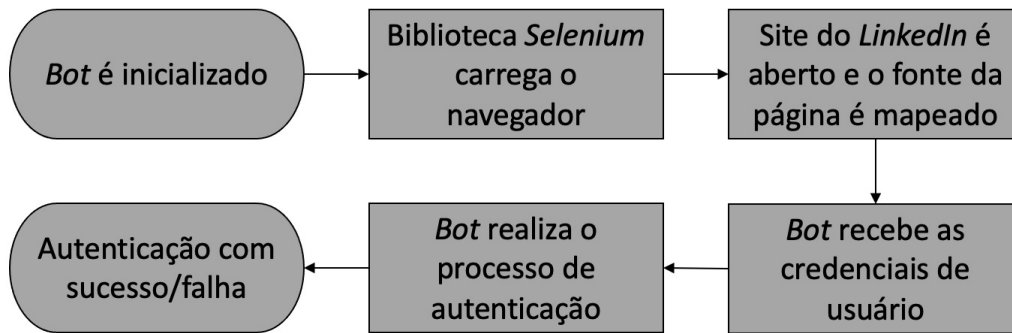 Bot é inicializado
Biblioteca Selenium
carrega o
navegador
Site do LinkedIn é
aberto e o fonte da
página é mapeado
Bot recebe as
credenciais de
usuário
Bot realiza o
processo de
autenticação
Autenticação com
sucesso/falha